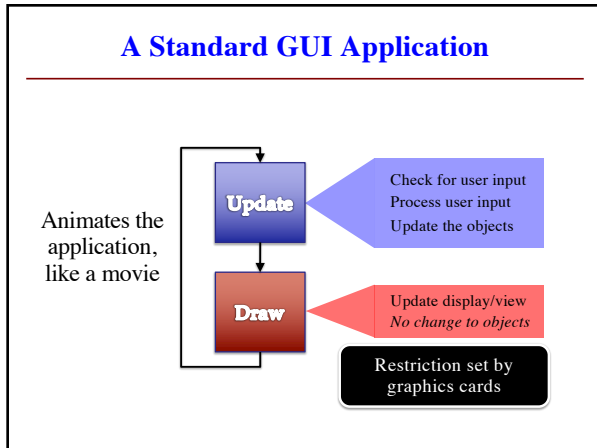 A Standard GUI Application
Animates the
application,
like a movie
Update
Check for user input
Process user input
Update the objects
Draw
Update display/view
No change to objects
Restriction set by
graphics cards